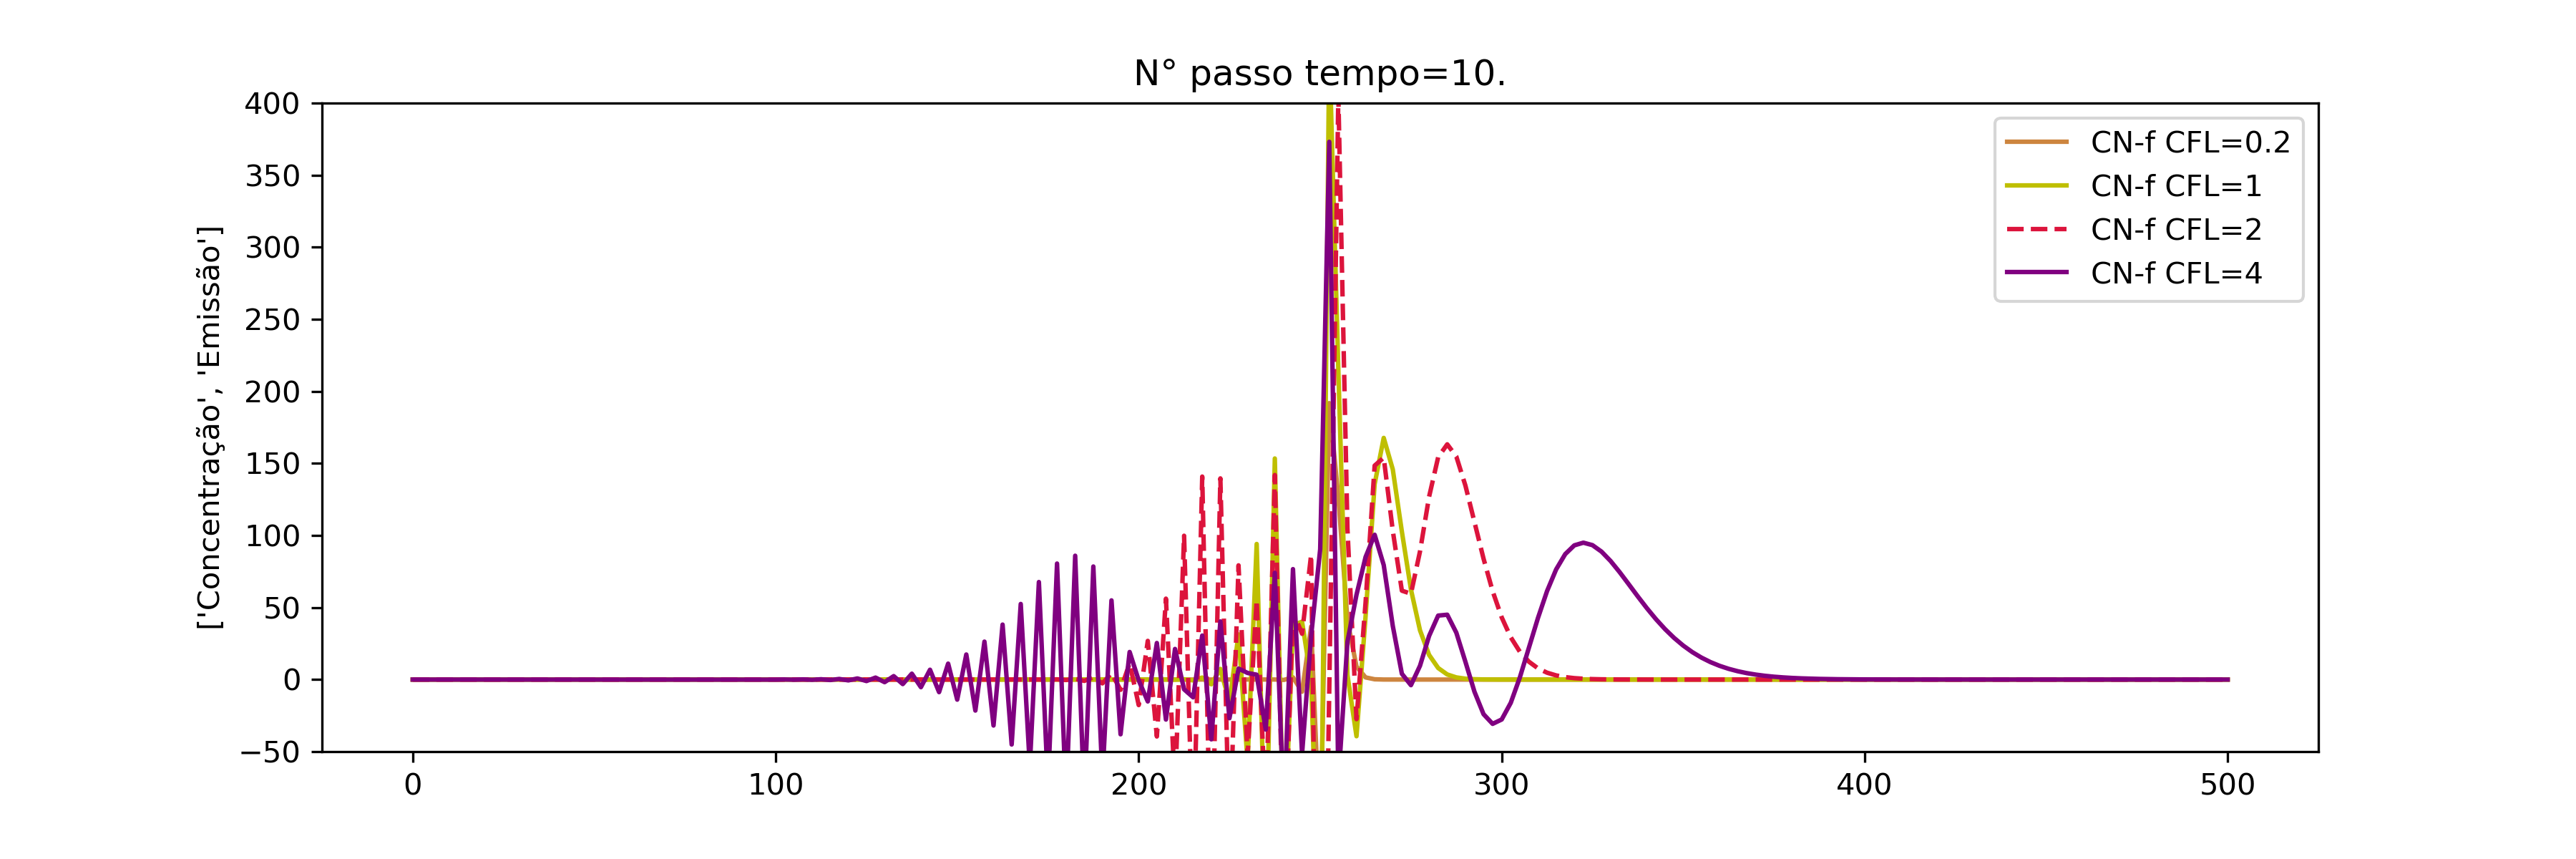 N° passo tempo=10.
['Concentração', 'Emissão']
400
350
300
250
200
150
100
50
0
−50
0
100
200
300
400
500
CN-f CFL=0.2
CN-f CFL=1
CN-f CFL=2
CN-f CFL=4